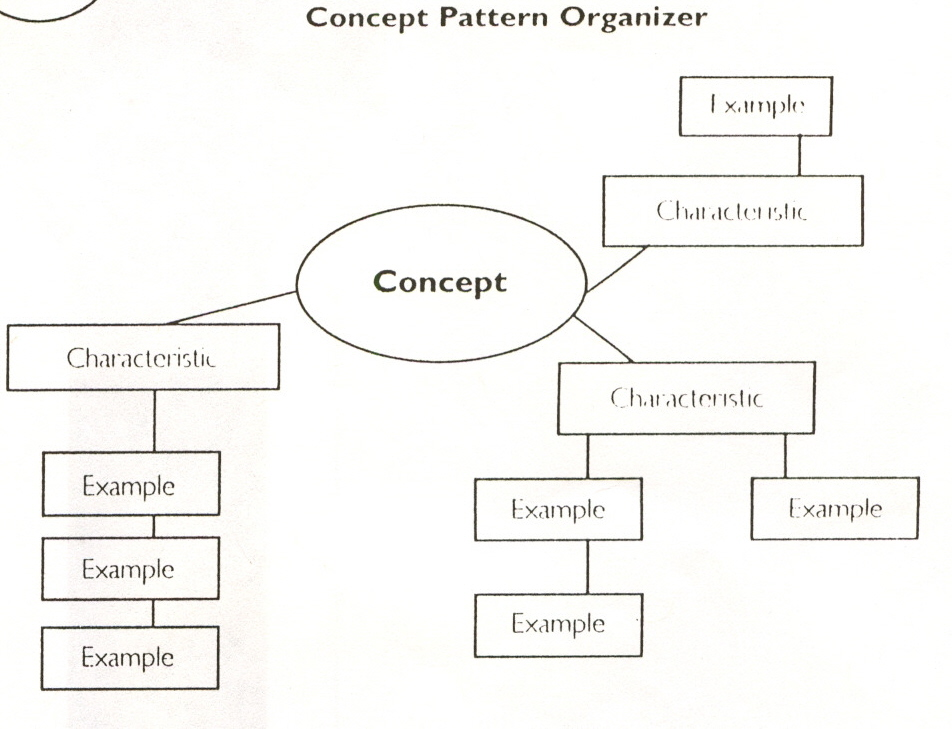 Concept Pattern Organizer
Example
Characteristic
Concept
Characteristic
Characteristic
Example
Example
Example
Example
Example
Example